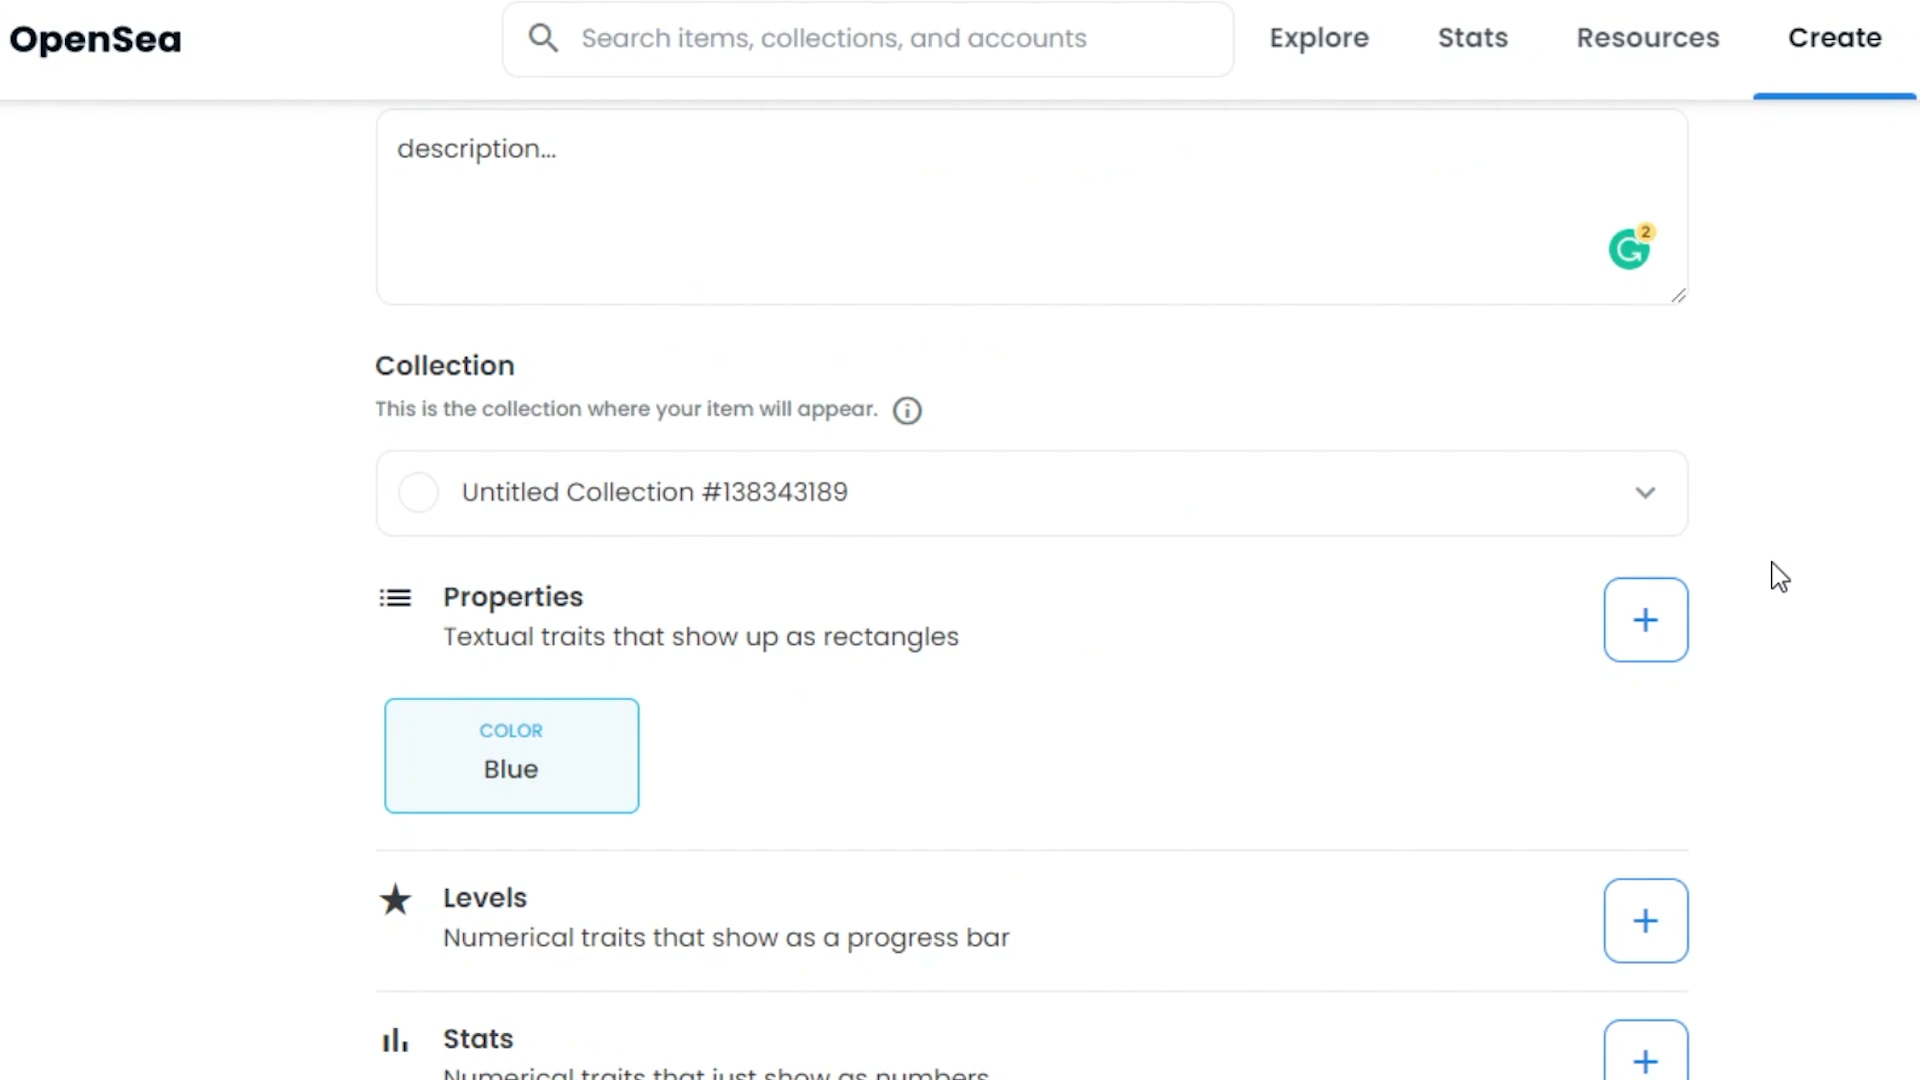 OpenSea
Search items, collections, and accounts
Explore
Stats
Resources
Create
description...
2
Collection
This is the collection where your item will appear.
Untitled Collection #138343189
Properties
Textual traits that show up as rectangles
COLOR
Blue
Levels
Numerical traits that show as a progress bar
Stats
Numerical traits that just show as numbers